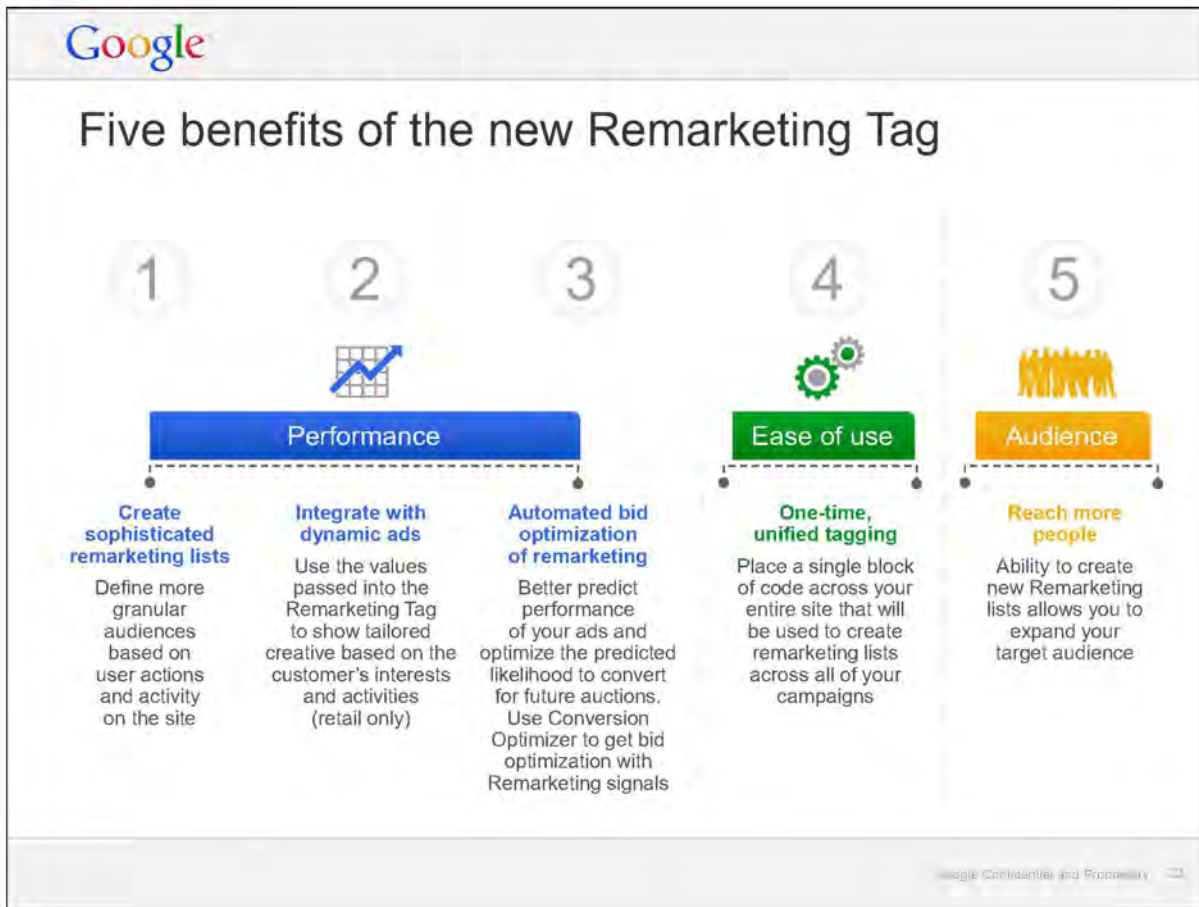 Google
Five benefits of the new Remarketing Tag
1
2
3
4
5
Performance
Ease of use
Audience
Create
sophisticated
remarketing lists
Define more
granular
audiences
based on
user actions
and activity
on the site
Integrate with
dynamic ads
Use the values
passed into the
Remarketing Tag
to show tailored
creative based on the
customer's interests
and activities
(retail only)
Automated bid
optimization
of remarketing
Better predict
performance
of your ads and
optimize the predicted
likelihood to convert
for future auctions.
Use Conversion
Optimizer to get bid
optimization with
Remarketing signals
One-time,
unified tagging
Place a single block
of code across your
entire site that will
be used to create
remarketing lists
across all of your
campaigns
Reach more
people
Ability to create
new Remarketing
lists allows you to
expand your
target audience
Google Confidential and Proprietary